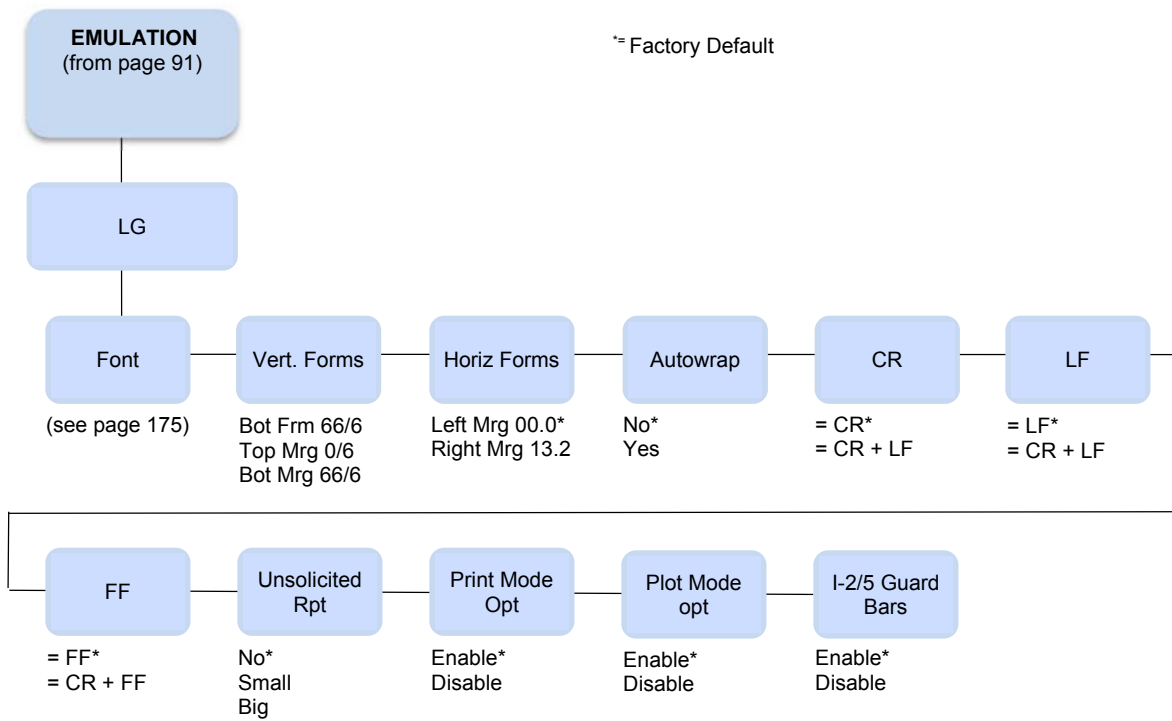 EMULATION
(from page 91)
*= Factory Default
LG
Font
Vert. Forms
Horiz Forms
Autowrap
CR
LF
(see page 175)
Bot Frm 66/6
Top Mrg 0/6
Bot Mrg 66/6
Left Mrg 00.0*
Right Mrg 13.2
No*
Yes
= CR*
= CR + LF
= LF*
= CR + LF
FF
Unsolicited
Rpt
Print Mode
Opt
Plot Mode
opt
I-2/5 Guard
Bars
= FF*
= CR + FF
No*
Small
Big
Enable*
Disable
Enable*
Disable
Enable*
Disable